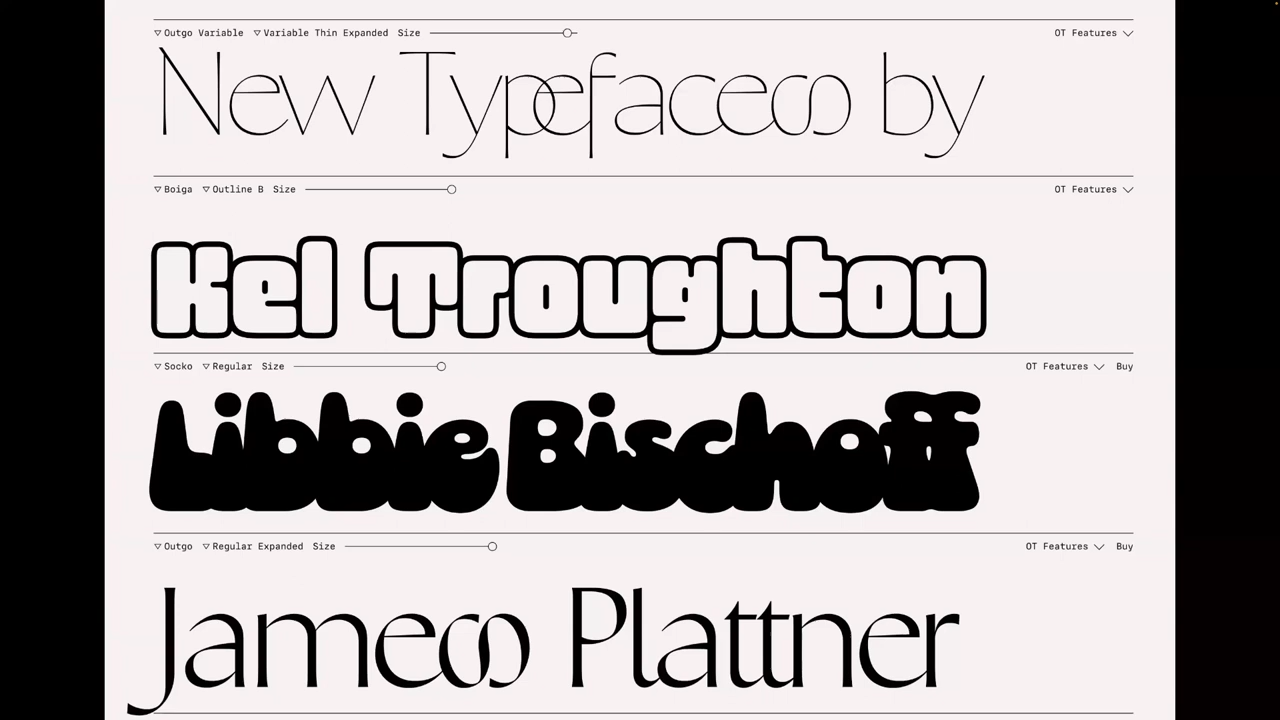 Outgo Variable Variable Thin Expanded Size OT Features
New Typefaces by
Boiga Outline B Size OT Features
Kel Troughton
Socko Regular Size OT Features Buy
Libbie Bischoff
Outgo Regular Expanded Size OT Features Buy
James Plattner